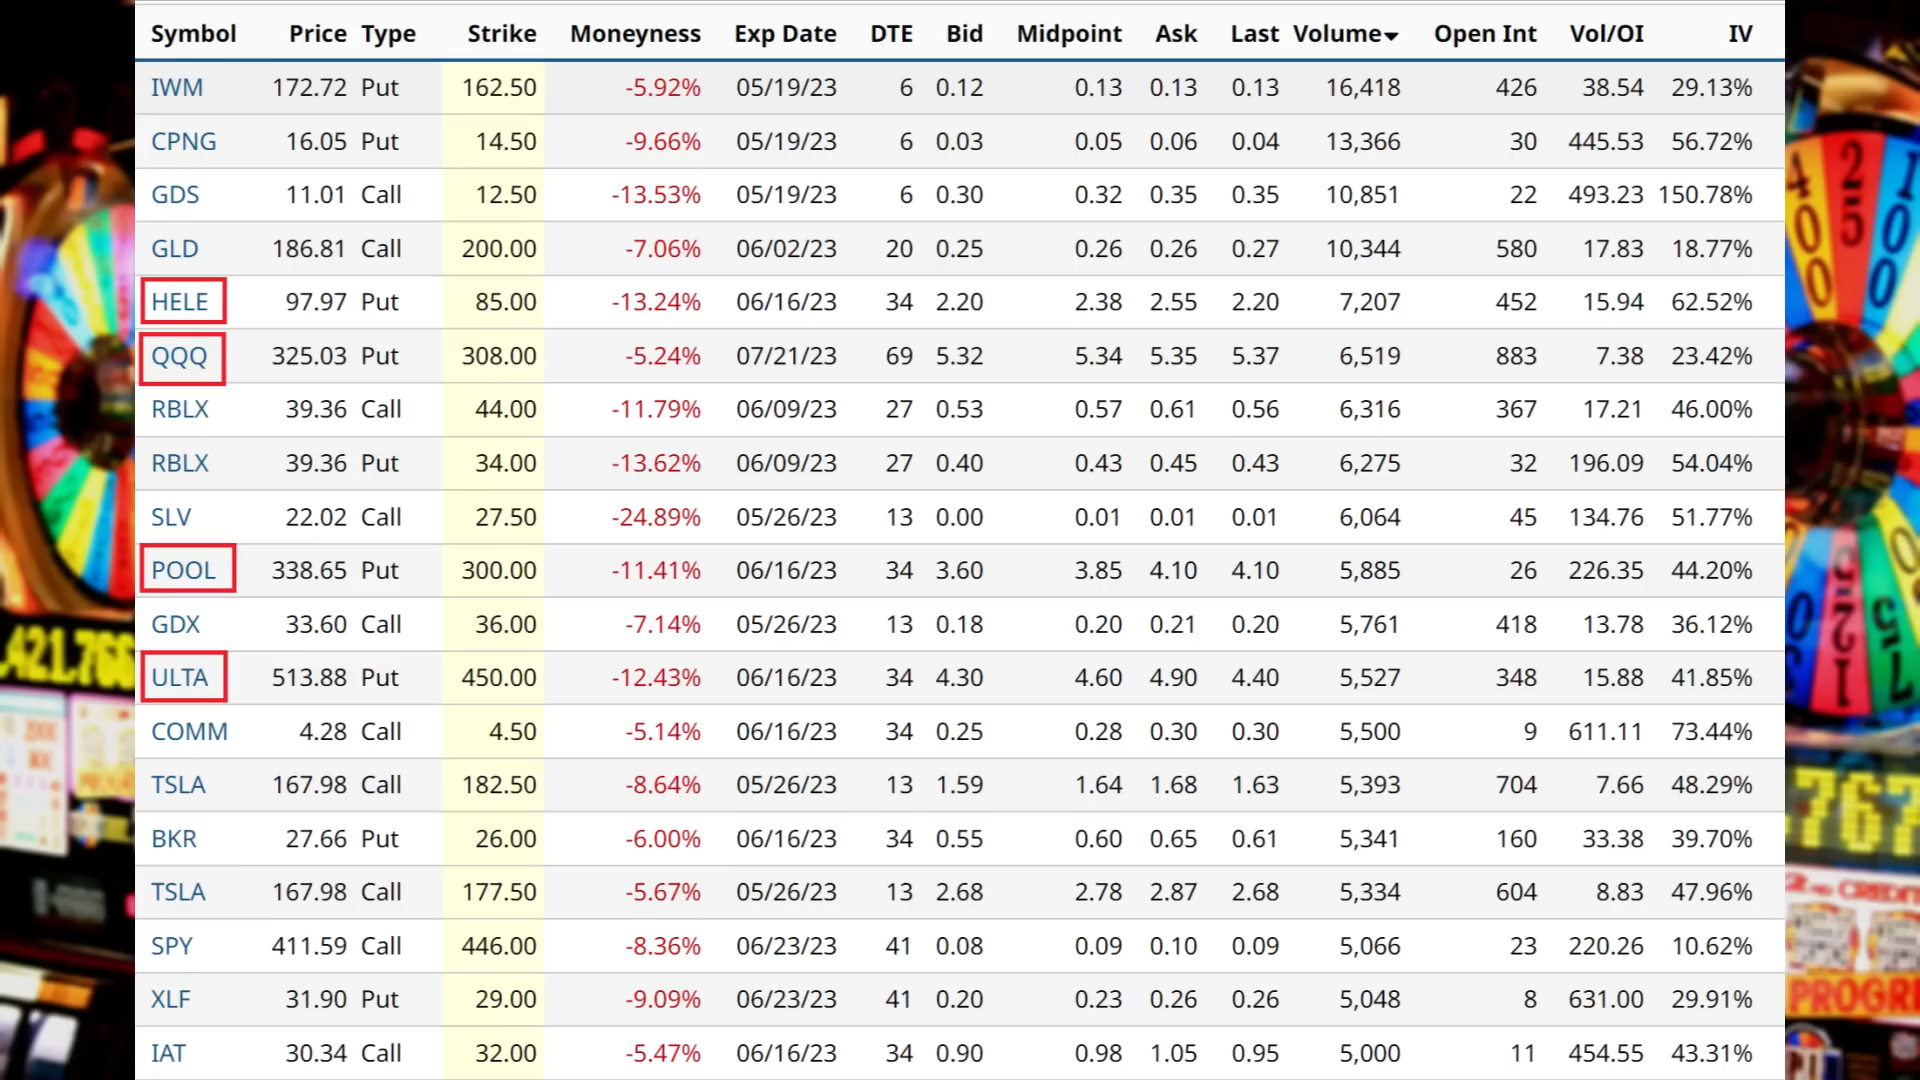 Symbol Price Type Strike Moneyness Exp Date DTE Bid Midpoint Ask Last Volume Open Int Vol/OI IV
IWM 172.72 Put 162.50 -5.92% 05/19/23 6 0.12 0.13 0.13 0.13 16,418 426 38.54 29.13%
CPNG 16.05 Put 14.50 -9.66% 05/19/23 6 0.03 0.05 0.06 0.04 13,366 30 445.53 56.72%
GDS 11.01 Call 12.50 -13.53% 05/19/23 6 0.30 0.32 0.35 0.35 10,851 22 493.23 150.78%
GLD 186.81 Call 200.00 -7.06% 06/02/23 20 0.25 0.26 0.26 0.27 10,344 580 17.83 18.77%
HELE 97.97 Put 85.00 -13.24% 06/16/23 34 2.20 2.38 2.55 2.20 7,207 452 15.94 62.52%
QQQ 325.03 Put 308.00 -5.24% 07/21/23 69 5.32 5.34 5.35 5.37 6,519 883 7.38 23.42%
RBLX 39.36 Call 44.00 -11.79% 06/09/23 27 0.53 0.57 0.61 0.56 6,316 367 17.21 46.00%
RBLX 39.36 Put 34.00 -13.62% 06/09/23 27 0.40 0.43 0.45 0.43 6,275 32 196.09 54.04%
SLV 22.02 Call 27.50 -24.89% 05/26/23 13 0.00 0.01 0.01 0.01 6,064 45 134.76 51.77%
POOL 338.65 Put 300.00 -11.41% 06/16/23 34 3.60 3.85 4.10 4.10 5,885 26 226.35 44.20%
GDX 33.60 Call 36.00 -7.14% 05/26/23 13 0.18 0.20 0.21 0.20 5,761 418 13.78 36.12%
ULTA 513.88 Put 450.00 -12.43% 06/16/23 34 4.30 4.60 4.90 4.40 5,527 348 15.88 41.85%
COMM 4.28 Call 4.50 -5.14% 06/16/23 34 0.25 0.28 0.30 0.30 5,500 9 611.11 73.44%
TSLA 167.98 Call 182.50 -8.64% 05/26/23 13 1.59 1.64 1.68 1.63 5,393 704 7.66 48.29%
BKR 27.66 Put 26.00 -6.00% 06/16/23 34 0.55 0.60 0.65 0.61 5,341 160 33.38 39.70%
TSLA 167.98 Call 177.50 -5.67% 05/26/23 13 2.68 2.78 2.87 2.68 5,334 604 8.83 47.96%
SPY 411.59 Call 446.00 -8.36% 06/23/23 41 0.08 0.09 0.10 0.09 5,066 23 220.26 10.62%
XLF 31.90 Put 29.00 -9.09% 06/23/23 41 0.20 0.23 0.26 0.26 5,048 8 631.00 29.91%
IAT 30.34 Call 32.00 -5.47% 06/16/23 34 0.90 0.98 1.05 0.95 5,000 11 454.55 43.31%
400
25
100